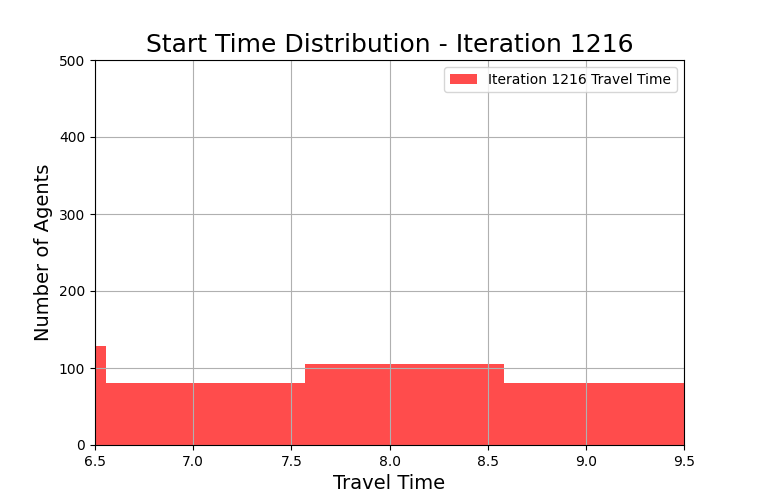 Start Time Distribution - Iteration 1216
Iteration 1216 Travel Time
Number of Agents
500
400
300
200
100
0
6.5 7.0 7.5 8.0 8.5 9.0 9.5
Travel Time